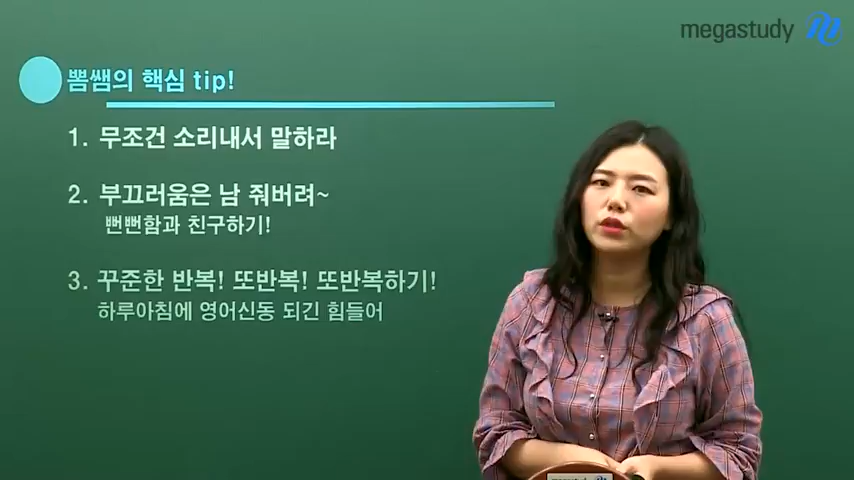 megastudy
뽐쌤의 핵심 tip!
1. 무조건 소리내서 말하라
2. 부끄러움은 남 줘버려~
뻔뻔함과 친구하기!
3. 꾸준한 반복! 또반복! 또반복하기!
하루아침에 영어신동 되긴 힘들어
megastudy